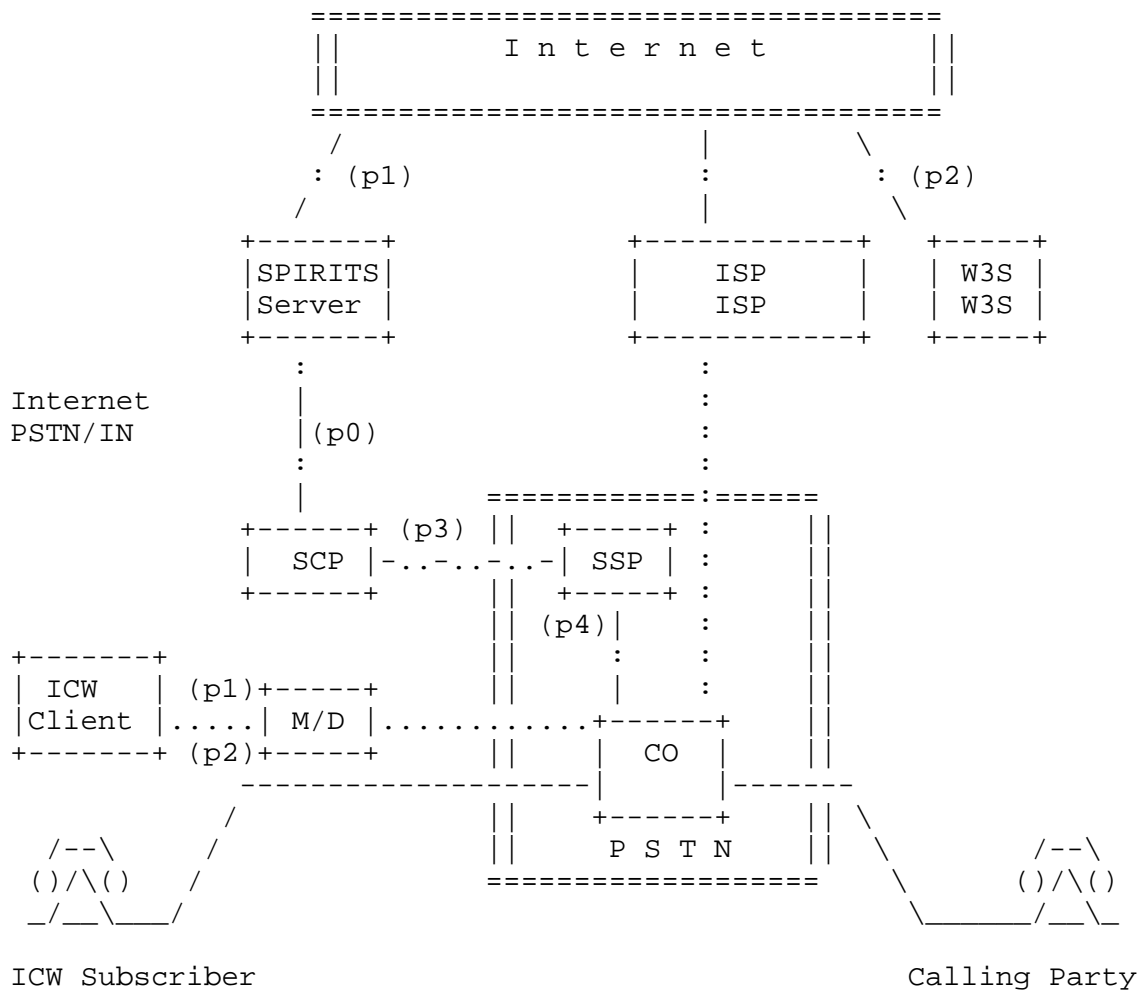 I n t e r n e t
(p1)
(p2)
SPIRITS ISP W3S
Server ISP W3S
Internet
PSTN/IN (p0)
(p3)
SCP SSP
(p4)
ICW (p1)
Client M/D
(p2) CO
P S T N
ICW Subscriber Calling Party